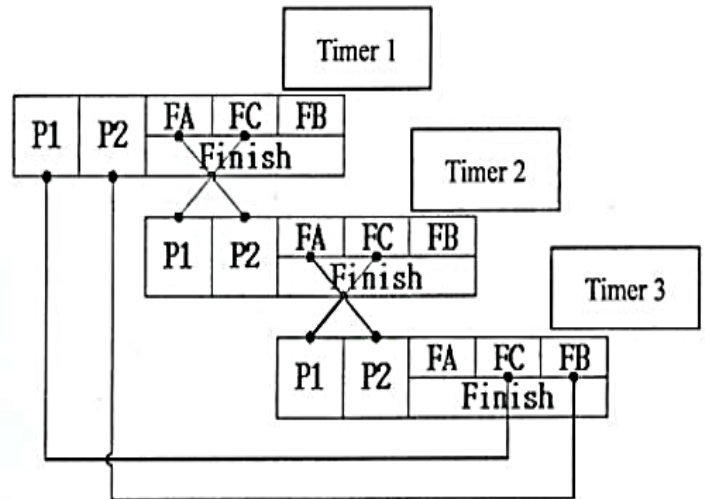 Timer 1
P1 P2 FA FC FB
Finish
Timer 2
P1 P2 FA FC FB
Finish
Timer 3
P1 P2 FA FC FB
Finish